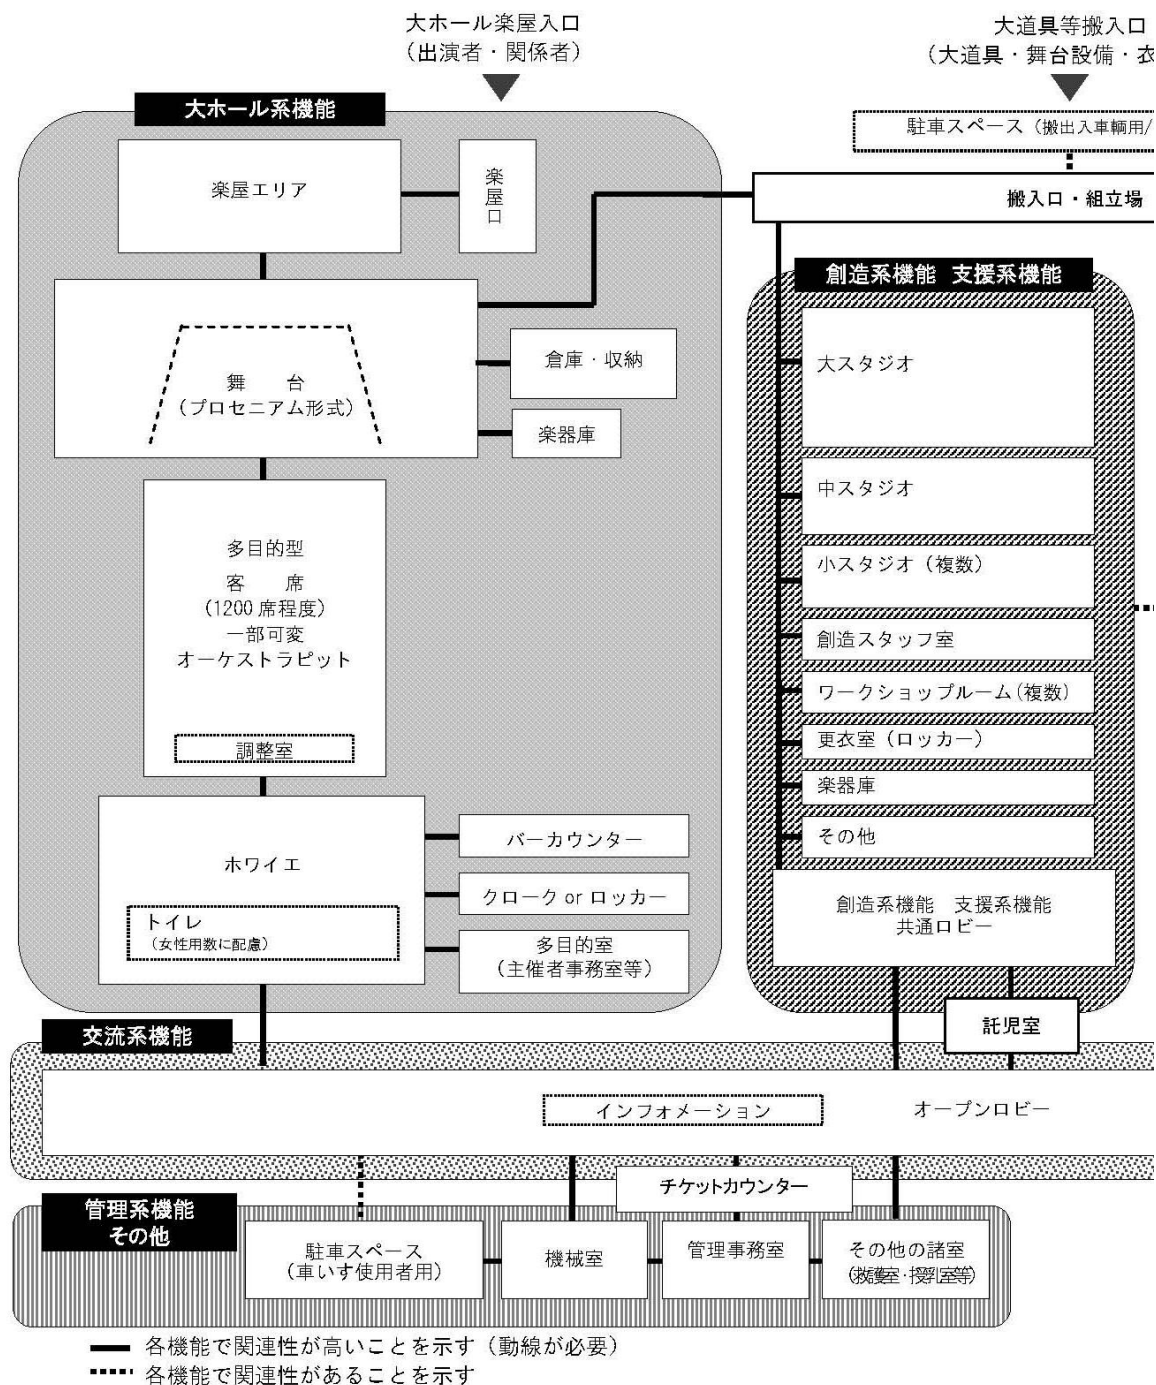 大ホール楽屋入口
（出演者・関係者）
大道具等搬入口
（大道具・舞台設備・衣
大ホール系機能
楽屋エリア
楽屋口
駐車スペース（搬出入車輌用/
搬入口・組立場
舞　台
（プロセニアム形式）
倉庫・収納
楽器庫
多目的型
客　席
（1200 席程度）
一部可変
オーケストラピット
調整室
ホワイエ
トイレ
（女性用数に配慮）
バーカウンター
クローク or ロッカー
多目的室
（主催者事務室等）
創造系機能　支援系機能
大スタジオ
中スタジオ
小スタジオ（複数）
創造スタッフ室
ワークショップルーム（複数）
更衣室（ロッカー）
楽器庫
その他
創造系機能　支援系機能
共通ロビー
託児室
交流系機能
インフォメーション
オープンロビー
チケットカウンター
管理系機能
その他
駐車スペース
（車いす使用者用）
機械室
管理事務室
その他の諸室
（救護室・授乳室等）
各機能で関連性が高いことを示す（動線が必要）
各機能で関連性があることを示す